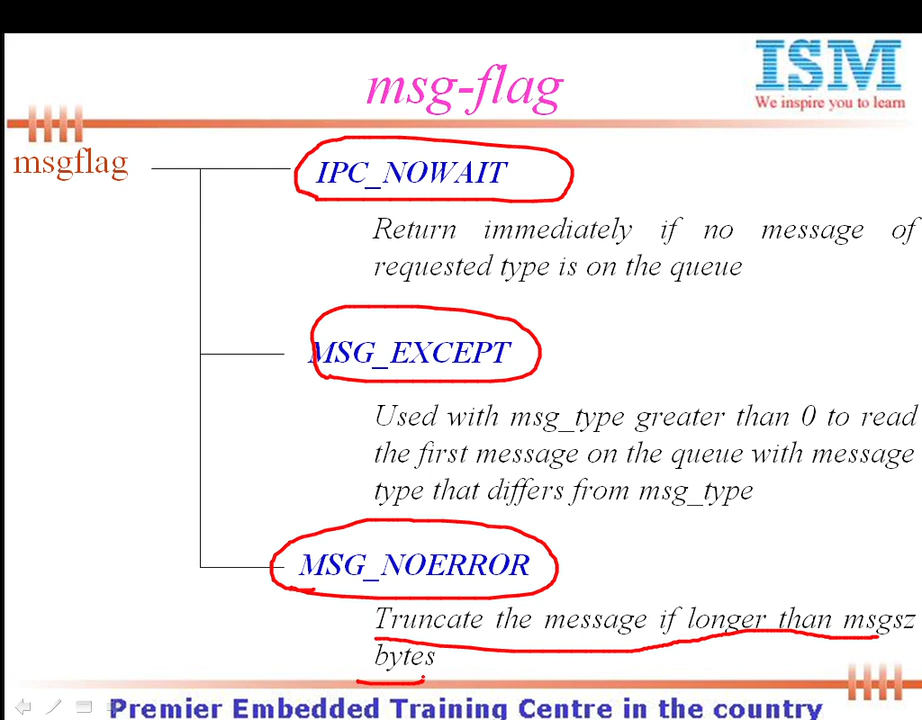 msg-flag
ISM
We inspire you to learn
msgflag
IPC_NOWAIT
Return immediately if no message of
requested type is on the queue
MSG_EXCEPT
Used with msg_type greater than 0 to read
the first message on the queue with message
type that differs from msg_type
MSG_NOERROR
Truncate the message if longer than msgsz
bytes
Premier Embedded Training Centre in the country